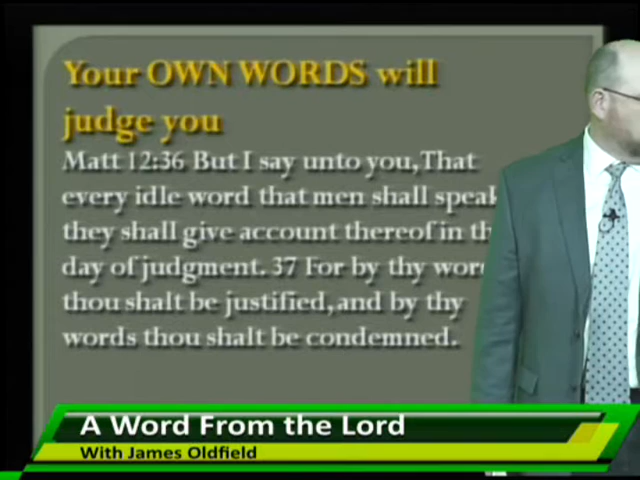 Your OWN WORDS will
judge you
Matt 12:36 But I say unto you,That
every idle word that men shall speak
they shall give account thereof in th
day of judgment. 37 For by thy wor
thou shalt be justified,and by thy
words thou shalt be condemned.
A Word From the Lord
With James Oldfield